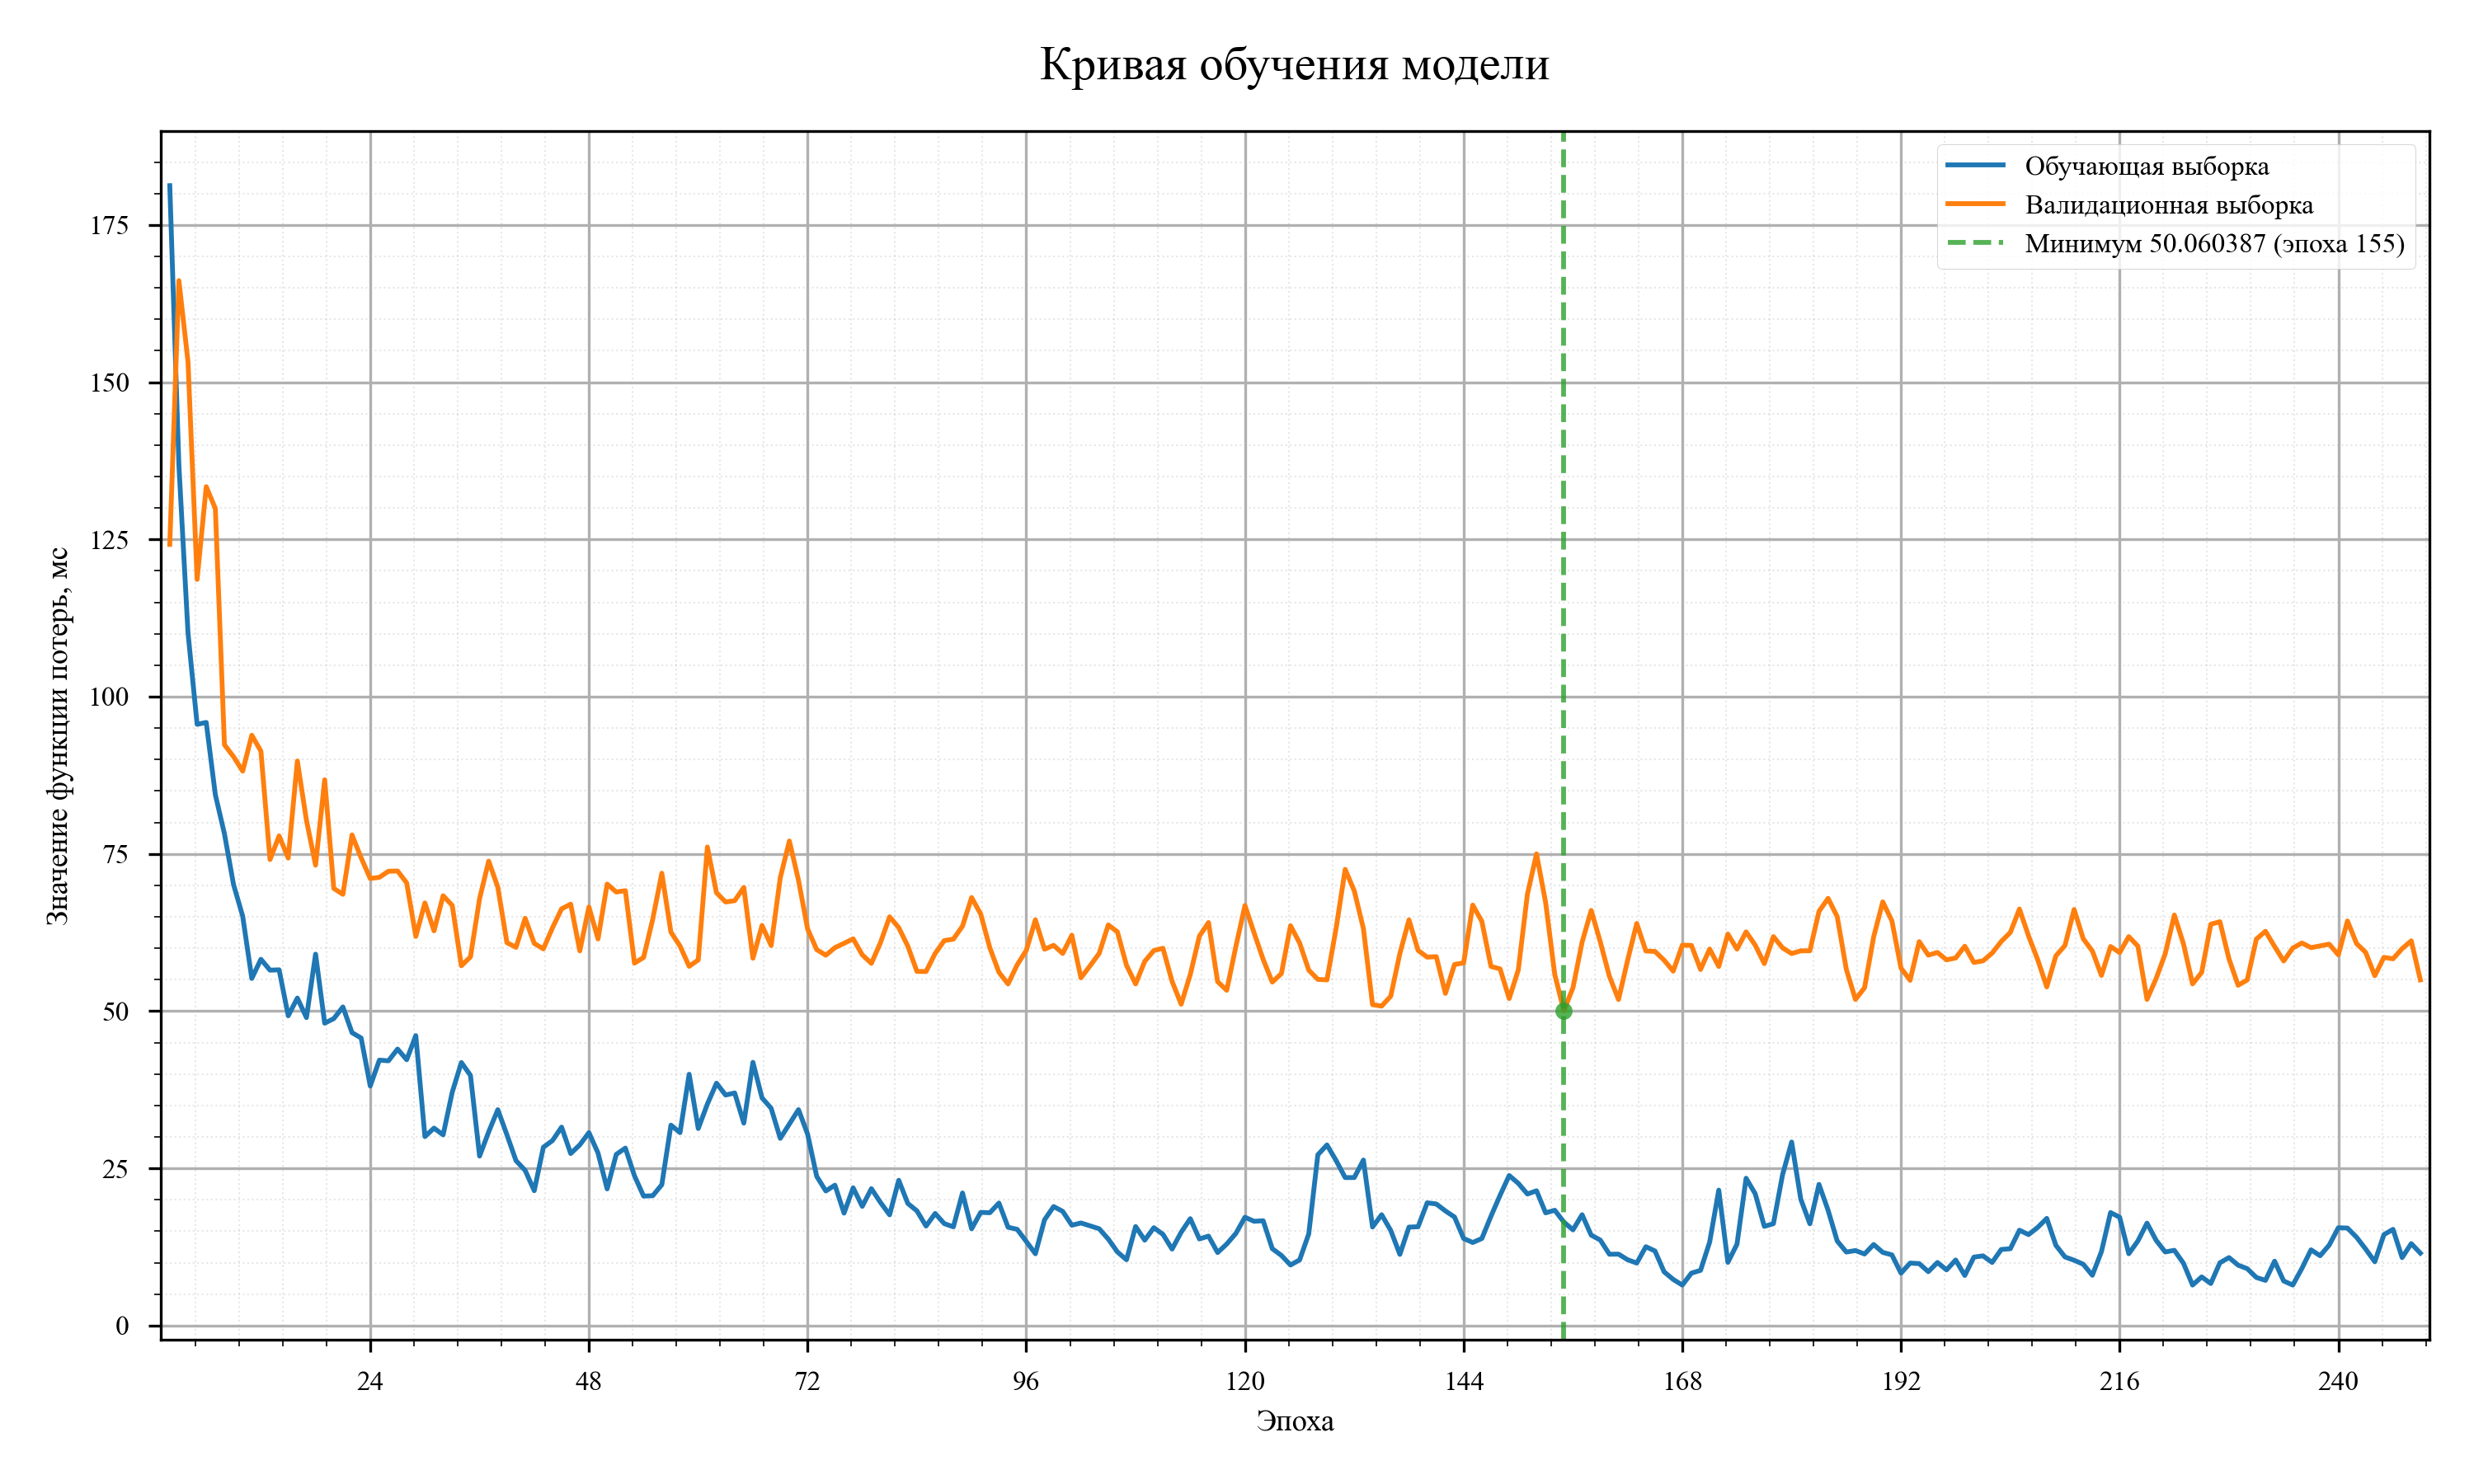 Кривая обучения модели
Обучающая выборка
Валидационная выборка
Минимум 50.060387 (эпоха 155)
Значение функции потерь, мс
175
150
125
100
75
50
25
0
24 48 72 96 120 144 168 192 216 240
Эпоха